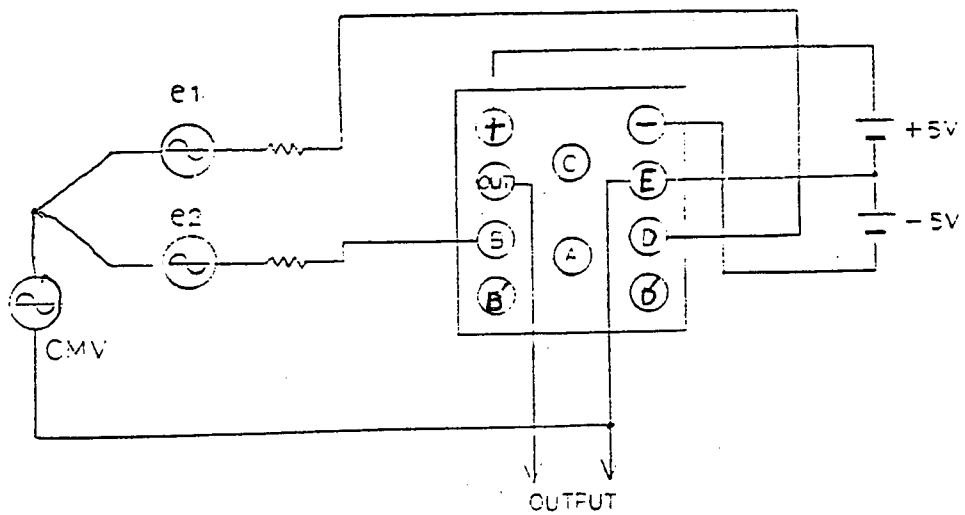 e1
+
−
+5V
C
OUT
E
e2
-5V
B
D
A
B'
D'
CMV
OUTPUT